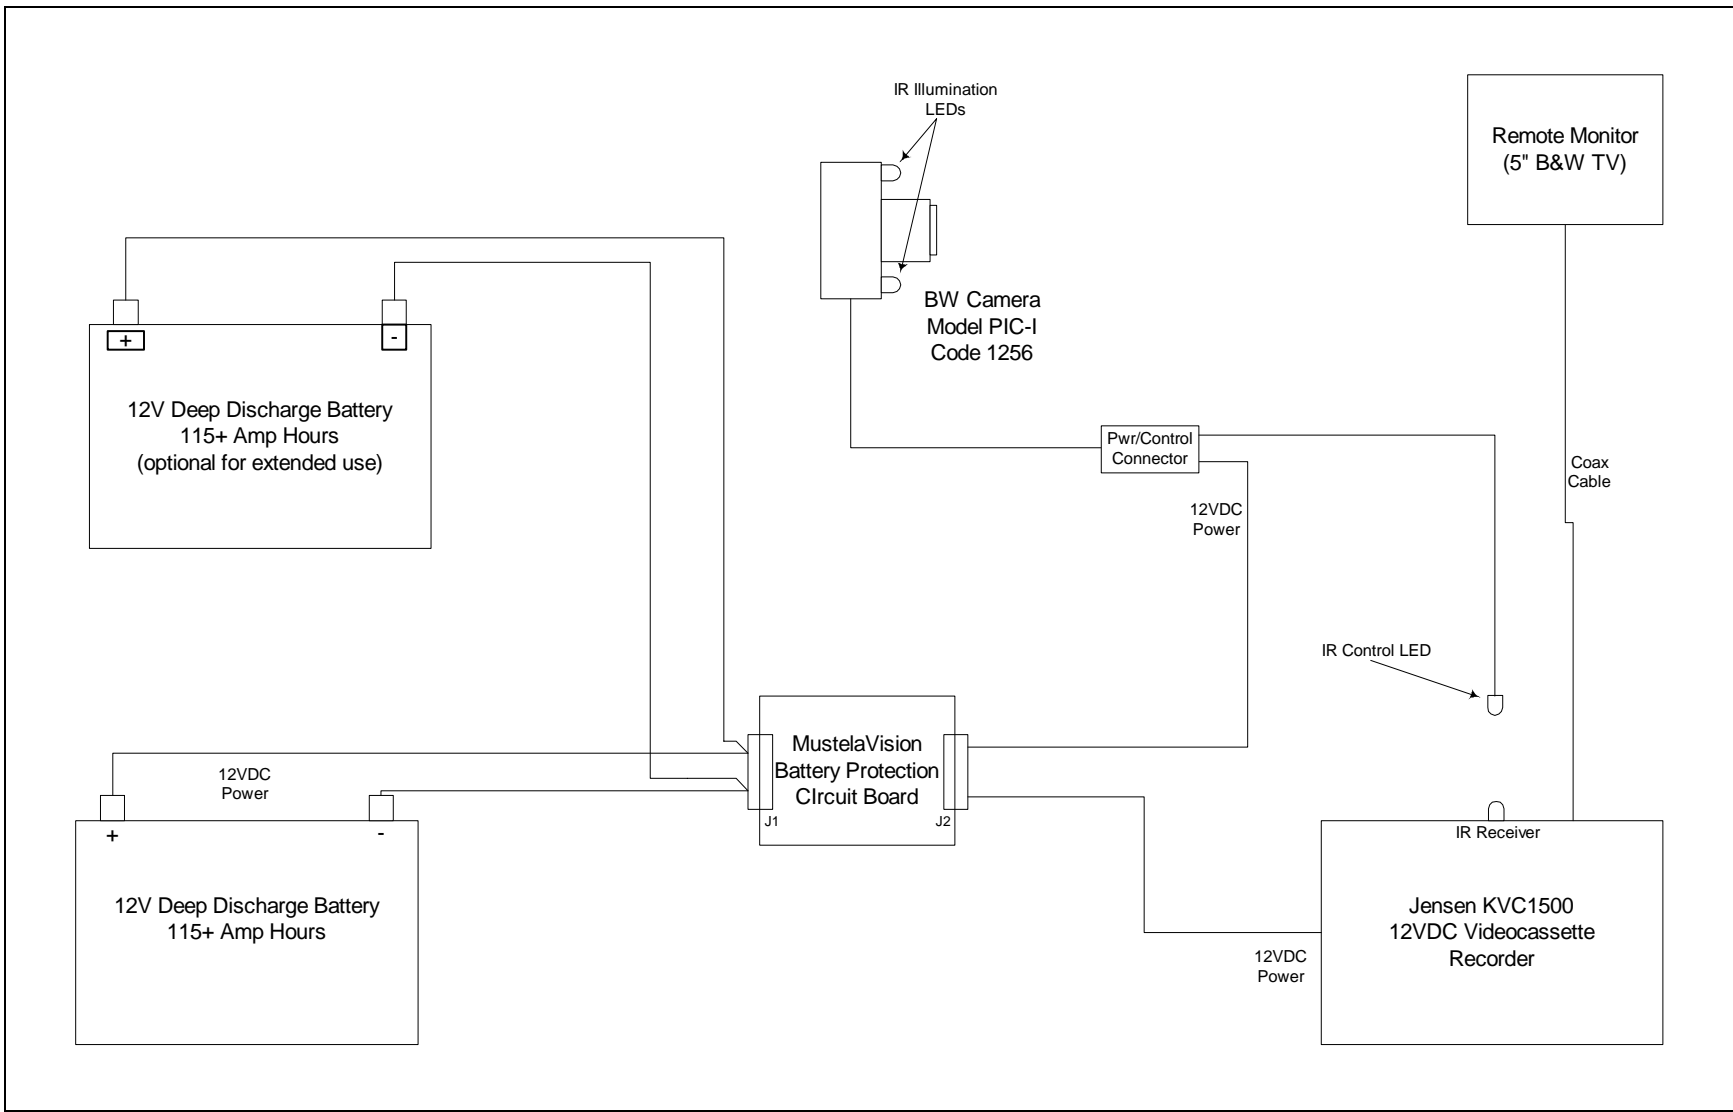 IR Illumination
LEDs
Remote Monitor
(5" B&W TV)
BW Camera
Model PIC-I
Code 1256
+
-
12V Deep Discharge Battery
115+ Amp Hours
(optional for extended use)
Pwr/Control
Connector
Coax
Cable
12VDC
Power
IR Control LED
MustelaVision
Battery Protection
CIrcuit Board
J1
J2
12VDC
Power
+
-
12V Deep Discharge Battery
115+ Amp Hours
IR Receiver
Jensen KVC1500
12VDC Videocassette
Recorder
12VDC
Power